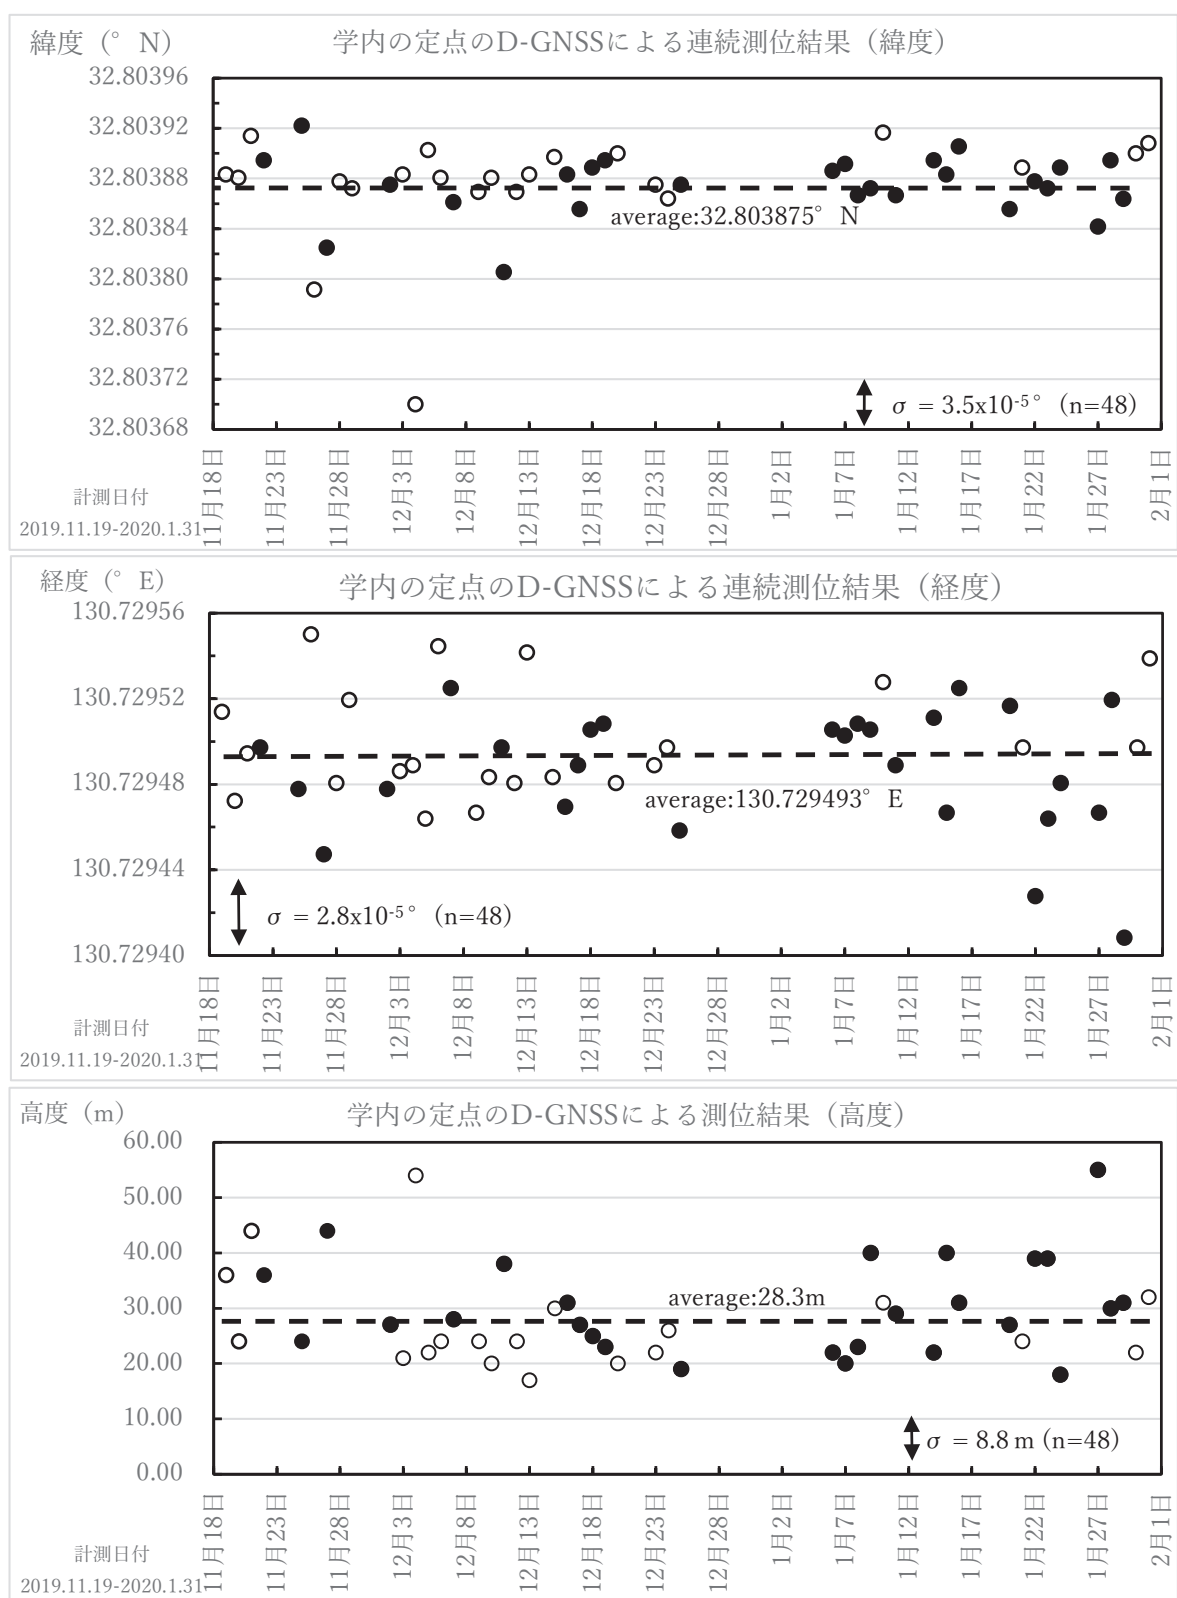 緯度（°N）
学内の定点のD-GNSSによる連続測位結果（緯度）
32.80396
32.80392
32.80388
32.80384
32.80380
32.80376
32.80372
32.80368
average:32.803875°N
σ = 3.5x10-5°（n=48）
11月18日
11月23日
11月28日
12月3日
12月8日
12月13日
12月18日
12月23日
12月28日
1月2日
1月7日
1月12日
1月17日
1月22日
1月27日
2月1日
計測日付
2019.11.19-2020.1.31
経度（°E）
学内の定点のD-GNSSによる連続測位結果（経度）
130.72956
130.72952
130.72948
130.72944
130.72940
average:130.729493°E
σ = 2.8x10-5°（n=48）
11月18日
11月23日
11月28日
12月3日
12月8日
12月13日
12月18日
12月23日
12月28日
1月2日
1月7日
1月12日
1月17日
1月22日
1月27日
2月1日
計測日付
2019.11.19-2020.1.31
高度（m）
学内の定点のD-GNSSによる測位結果（高度）
60.00
50.00
40.00
30.00
20.00
10.00
0.00
average:28.3m
σ = 8.8 m (n=48)
11月18日
11月23日
11月28日
12月3日
12月8日
12月13日
12月18日
12月23日
12月28日
1月2日
1月7日
1月12日
1月17日
1月22日
1月27日
2月1日
計測日付
2019.11.19-2020.1.31